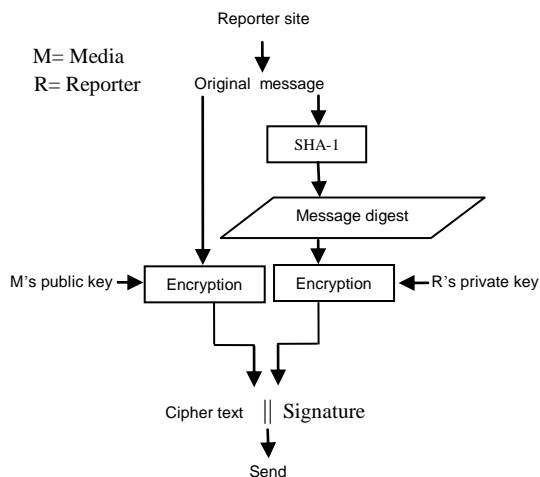 Reporter site
M= Media
R= Reporter
Original message
SHA-1
Message digest
M's public key
Encryption
Encryption
R's private key
Cipher text || Signature
Send